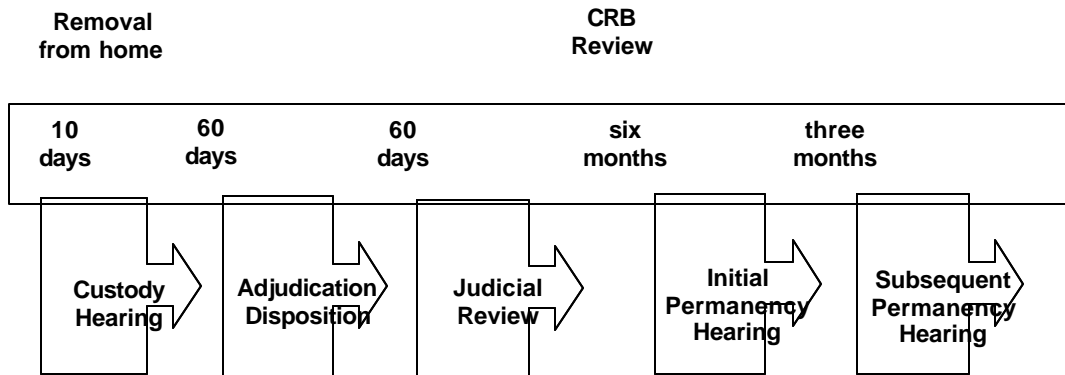 Removal
from home
CRB
Review
10
days
60
days
60
days
six
months
three
months
Custody
Hearing
Adjudication
Disposition
Judicial
Review
Initial
Permanency
Hearing
Subsequent
Permanency
Hearing